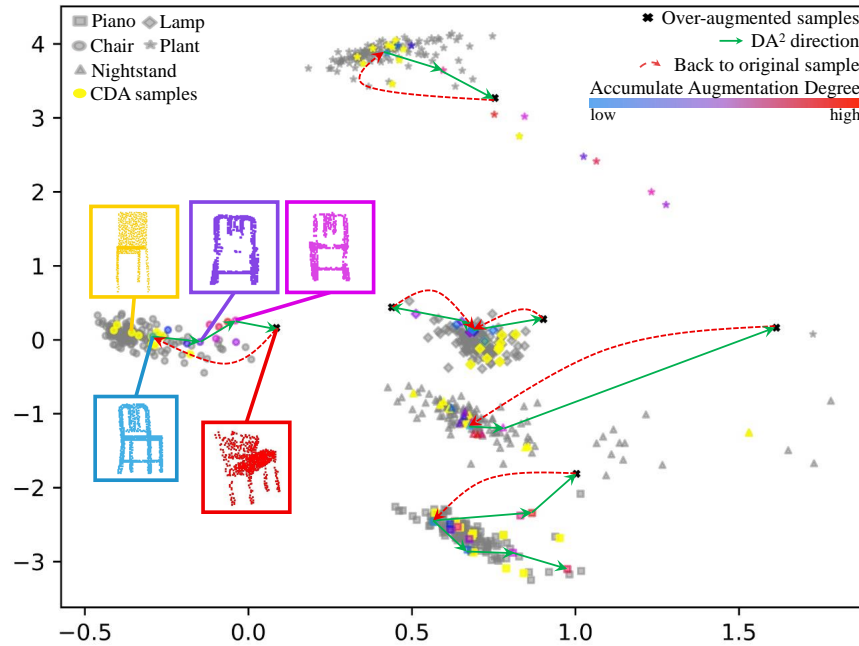 Piano Lamp
Chair Plant
Nightstand
CDA samples
Over-augmented samples
DA² direction
Back to original sample
Accumulate Augmentation Degree
low high
4
3
2
1
0
−1
−2
−3
−0.5 0.0 0.5 1.0 1.5